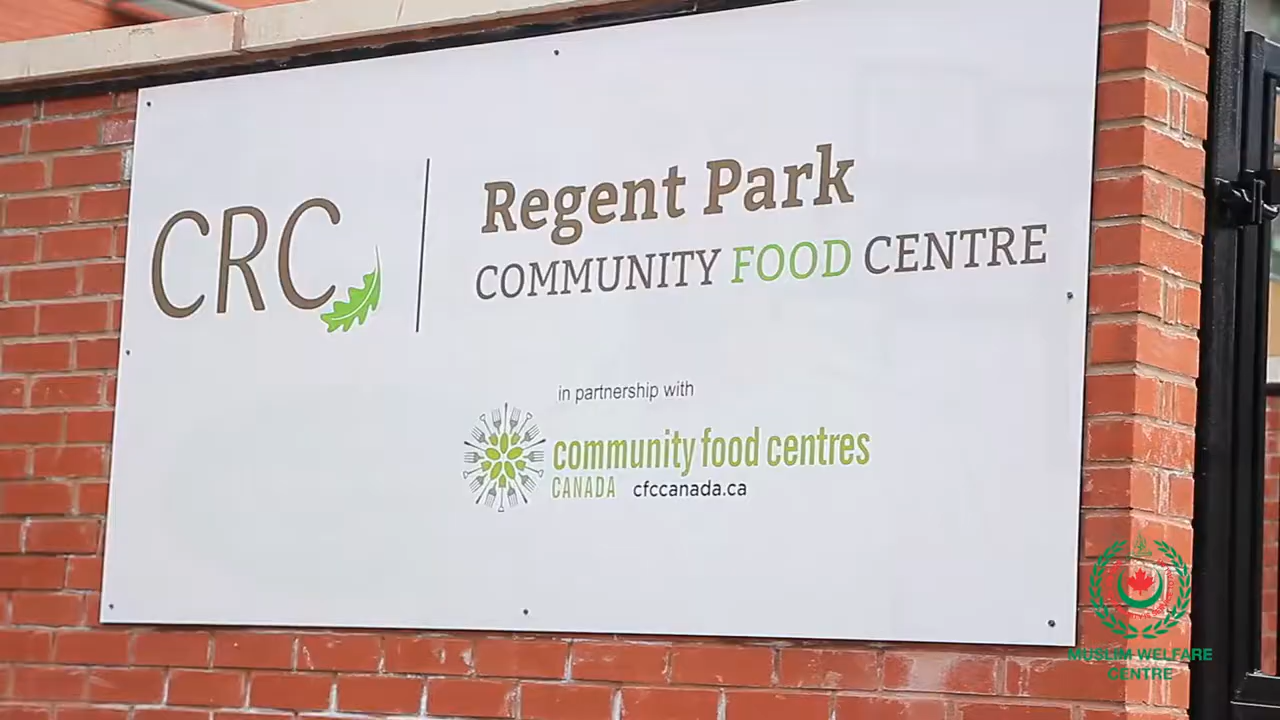 CRC
Regent Park
COMMUNITY FOOD CENTRE
in partnership with
community food centres
CANADA cfccanada.ca
MUSLIM WELFARE
CENTRE